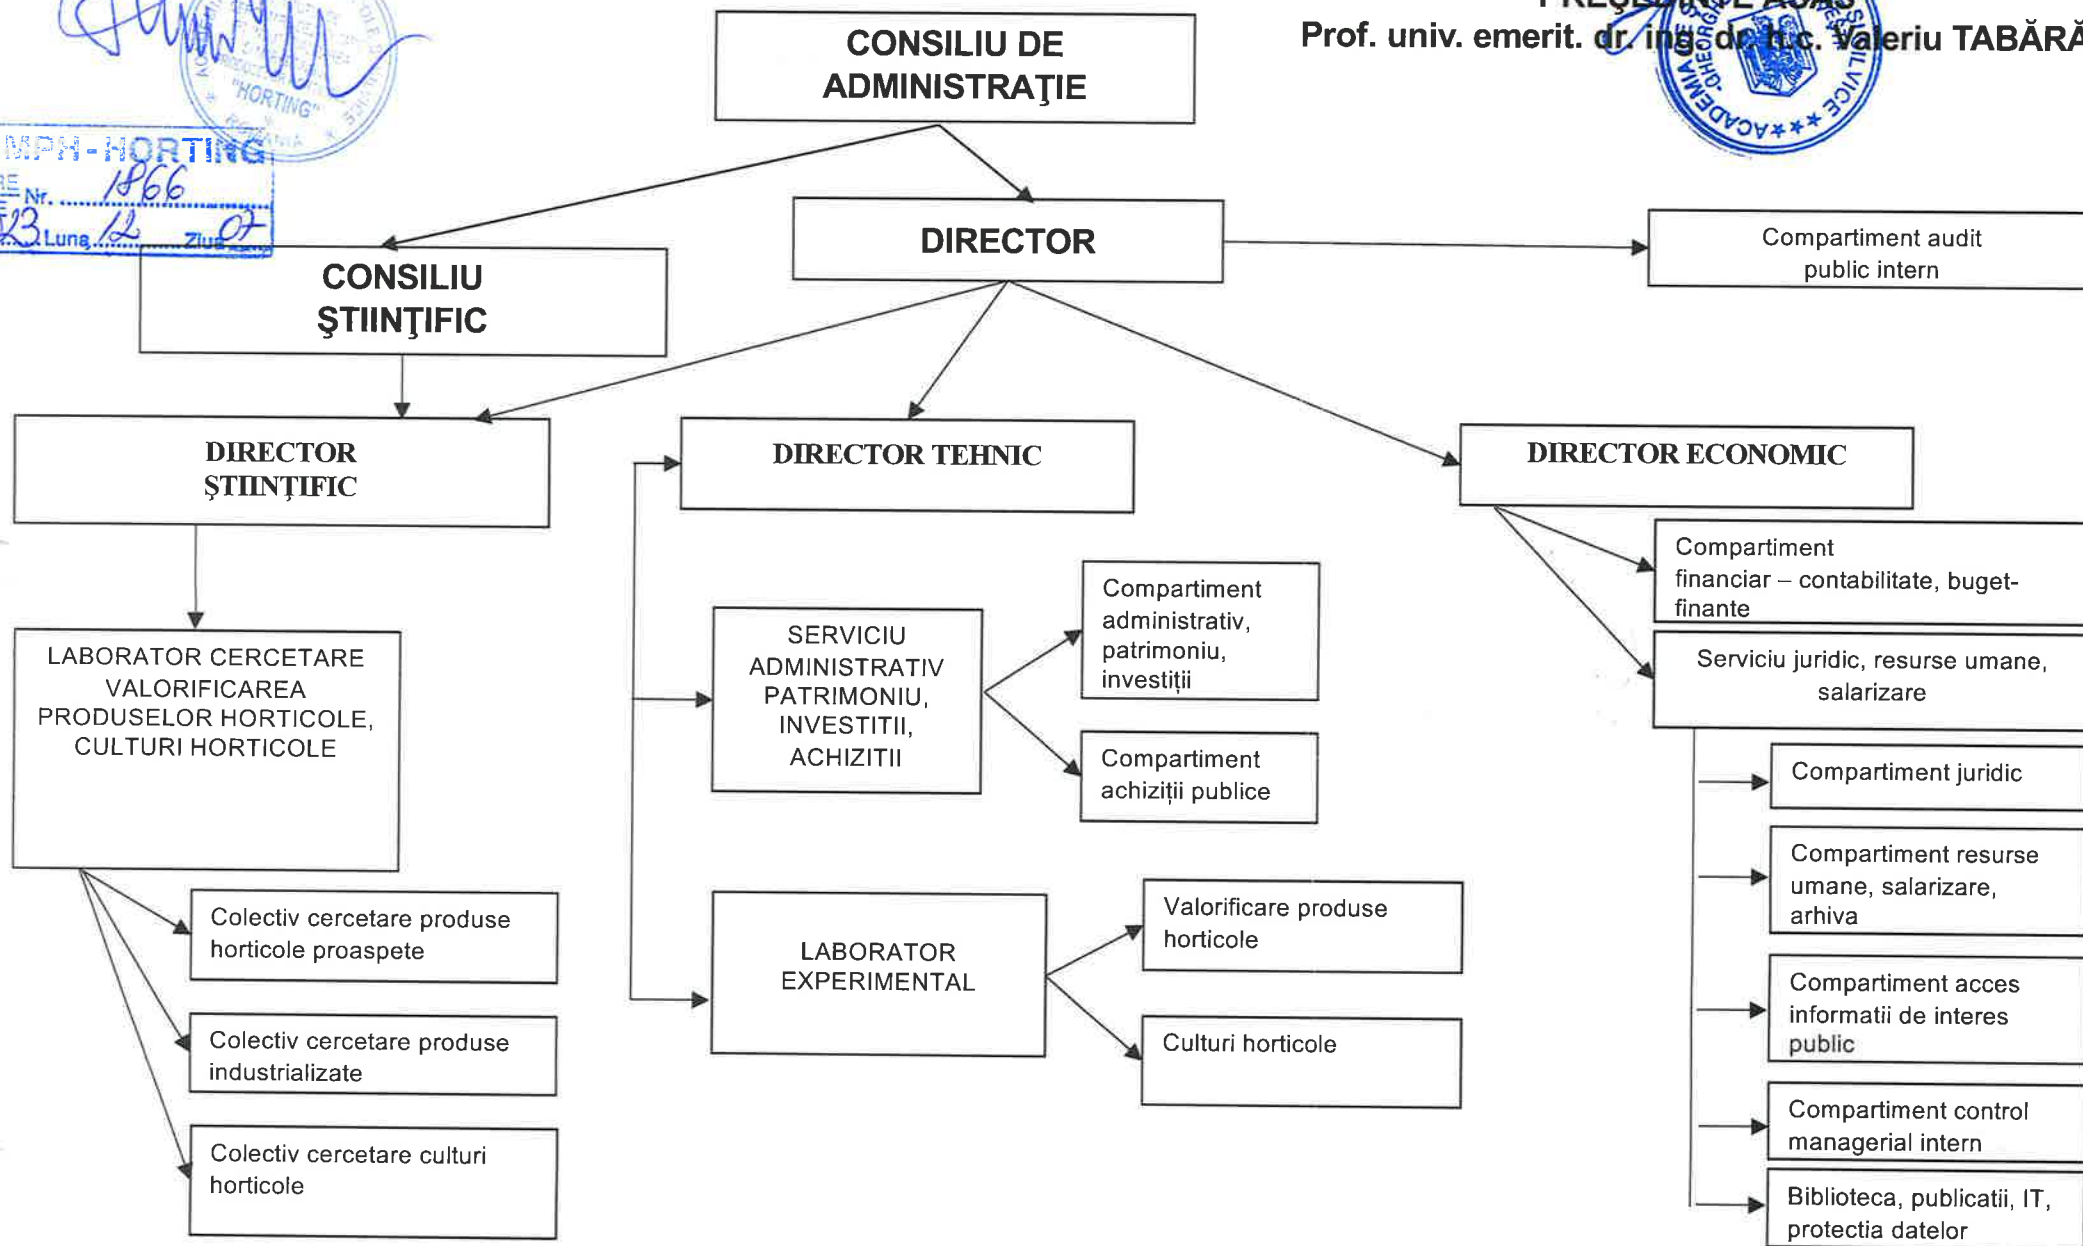 PREŞEDINTE ASAS
Prof. univ. emerit. dr. ing. dr. h.c. Valeriu TABĂRĂ
"HORTING"
ROMANIA
MPH-HORTING
Nr. 1866
23 Luna 12 Ziua 07
CONSILIU DE
ADMINISTRAŢIE
DIRECTOR
Compartiment audit
public intern
CONSILIU
ŞTIINŢIFIC
DIRECTOR
ŞTIINŢIFIC
DIRECTOR TEHNIC
DIRECTOR ECONOMIC
LABORATOR CERCETARE
VALORIFICAREA
PRODUSELOR HORTICOLE,
CULTURI HORTICOLE
Colectiv cercetare produse
horticole proaspete
Colectiv cercetare produse
industrializate
Colectiv cercetare culturi
horticole
SERVICIU
ADMINISTRATIV
PATRIMONIU,
INVESTITII,
ACHIZITII
Compartiment
administrativ,
patrimoniu,
investiții
Compartiment
achiziții publice
LABORATOR
EXPERIMENTAL
Valorificare produse
horticole
Culturi horticole
Compartiment
financiar – contabilitate, buget-
finante
Serviciu juridic, resurse umane,
salarizare
Compartiment juridic
Compartiment resurse
umane, salarizare,
arhiva
Compartiment acces
informatii de interes
public
Compartiment control
managerial intern
Biblioteca, publicatii, IT,
protectia datelor